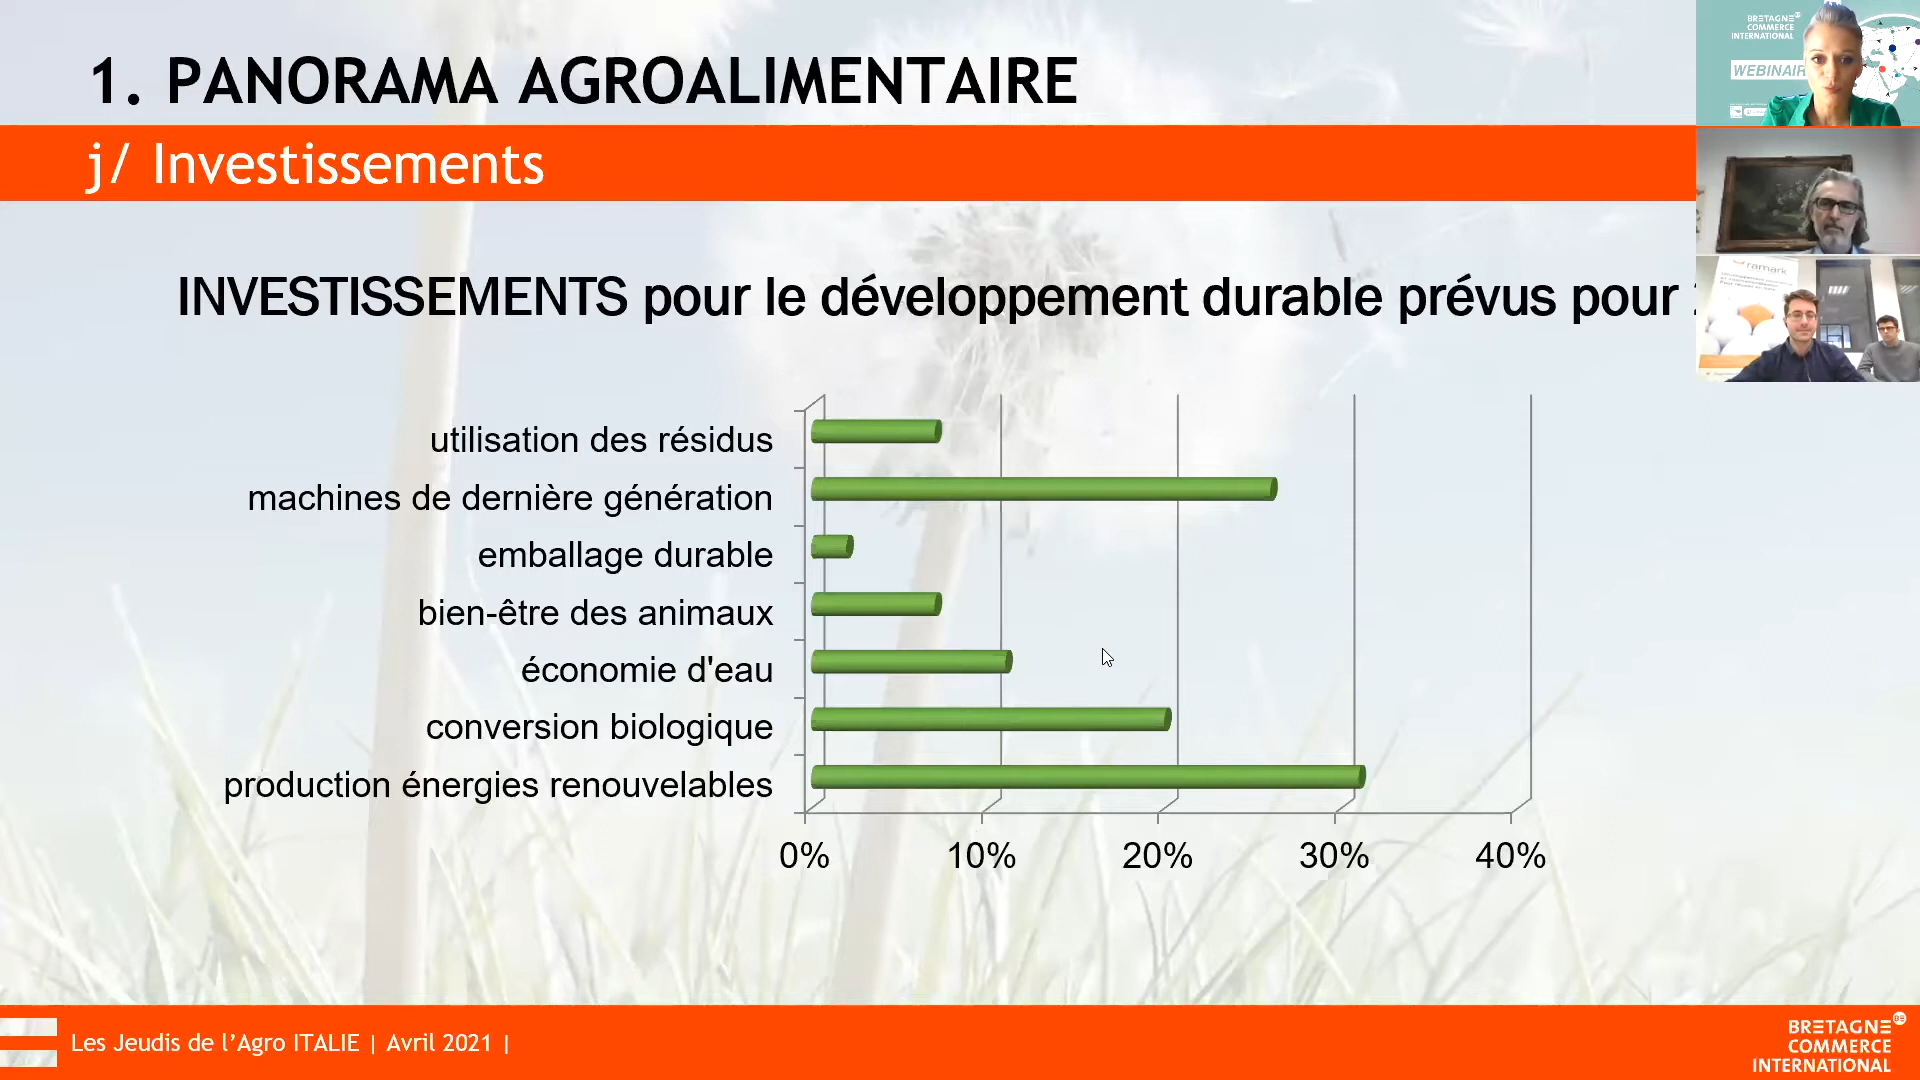 1. PANORAMA AGROALIMENTAIRE
j/ Investissements
BRETAGNE
COMMERCE
INTERNATIONAL
WEBINAIR
ramark
INVESTISSEMENTS pour le développement durable prévus pour
utilisation des résidus
machines de dernière génération
emballage durable
bien-être des animaux
économie d'eau
conversion biologique
production énergies renouvelables
0% 10% 20% 30% 40%
Les Jeudis de l’Agro ITALIE | Avril 2021 |
BRETAGNE
COMMERCE
INTERNATIONAL